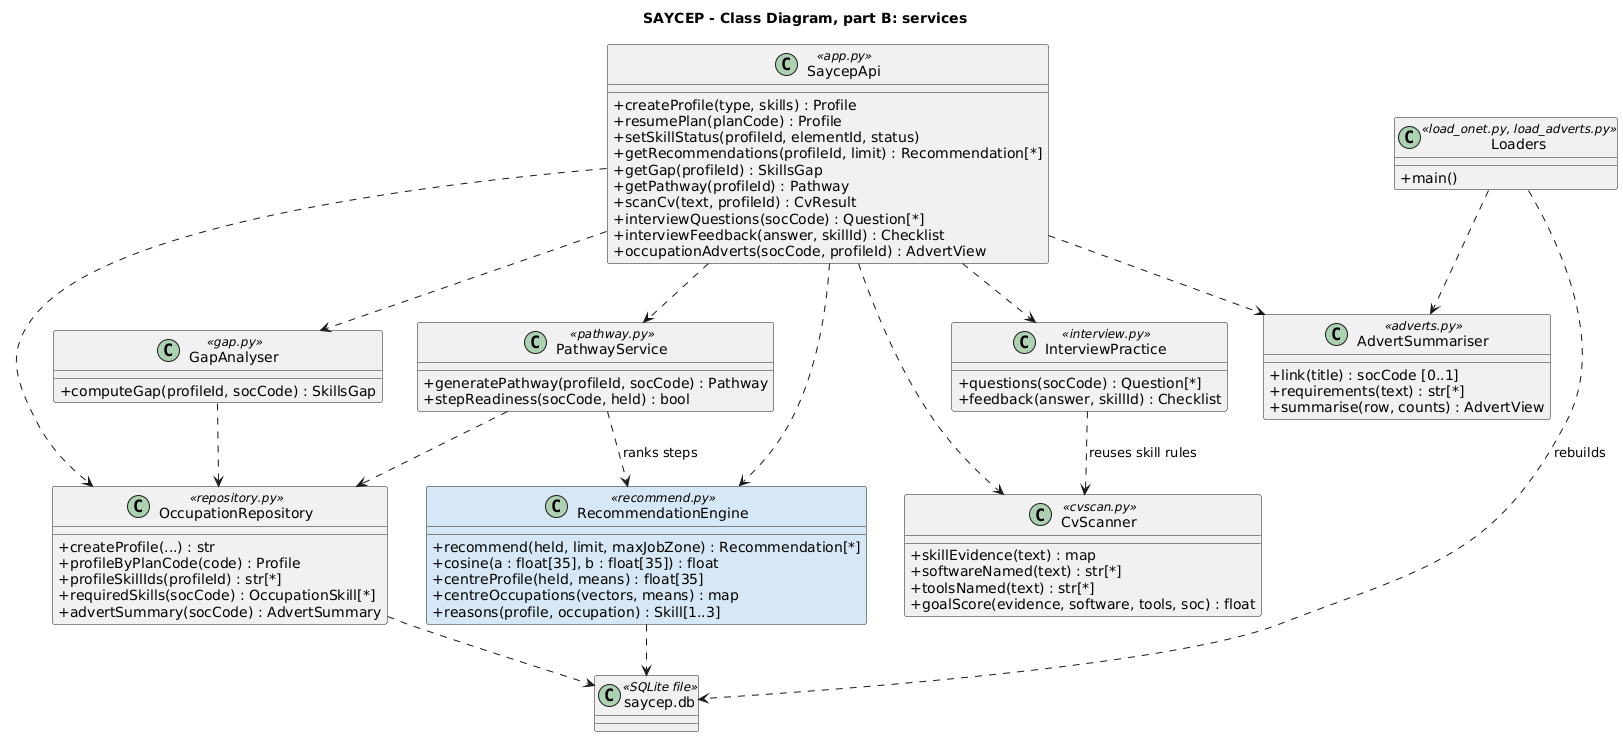 SAYCEP - Class Diagram, part B: services
C
«app.py»
SaycepApi
+createProfile(type, skills) : Profile
+resumePlan(planCode) : Profile
+setSkillStatus(profileId, elementId, status)
+getRecommendations(profileId, limit) : Recommendation[*]
+getGap(profileId) : SkillsGap
+getPathway(profileId) : Pathway
+scanCv(text, profileId) : CvResult
+interviewQuestions(socCode) : Question[*]
+interviewFeedback(answer, skillId) : Checklist
+occupationAdverts(socCode, profileId) : AdvertView
C
«load_onet.py, load_adverts.py»
Loaders
+main()
C
«gap.py»
GapAnalyser
+computeGap(profileId, socCode) : SkillsGap
C
«pathway.py»
PathwayService
+generatePathway(profileId, socCode) : Pathway
+stepReadiness(socCode, held) : bool
C
«interview.py»
InterviewPractice
+questions(socCode) : Question[*]
+feedback(answer, skillId) : Checklist
C
«adverts.py»
AdvertSummariser
+link(title) : socCode [0..1]
+requirements(text) : str[*]
+summarise(row, counts) : AdvertView
ranks steps
reuses skill rules
rebuilds
C
«repository.py»
OccupationRepository
+createProfile(...) : str
+profileByPlanCode(code) : Profile
+profileSkillIds(profileId) : str[*]
+requiredSkills(socCode) : OccupationSkill[*]
+advertSummary(socCode) : AdvertSummary
C
«recommend.py»
RecommendationEngine
+recommend(held, limit, maxJobZone) : Recommendation[*]
+cosine(a : float[35], b : float[35]) : float
+centreProfile(held, means) : float[35]
+centreOccupations(vectors, means) : map
+reasons(profile, occupation) : Skill[1..3]
C
«cvscan.py»
CvScanner
+skillEvidence(text) : map
+softwareNamed(text) : str[*]
+toolsNamed(text) : str[*]
+goalScore(evidence, software, tools, soc) : float
C
«SQLite file»
saycep.db